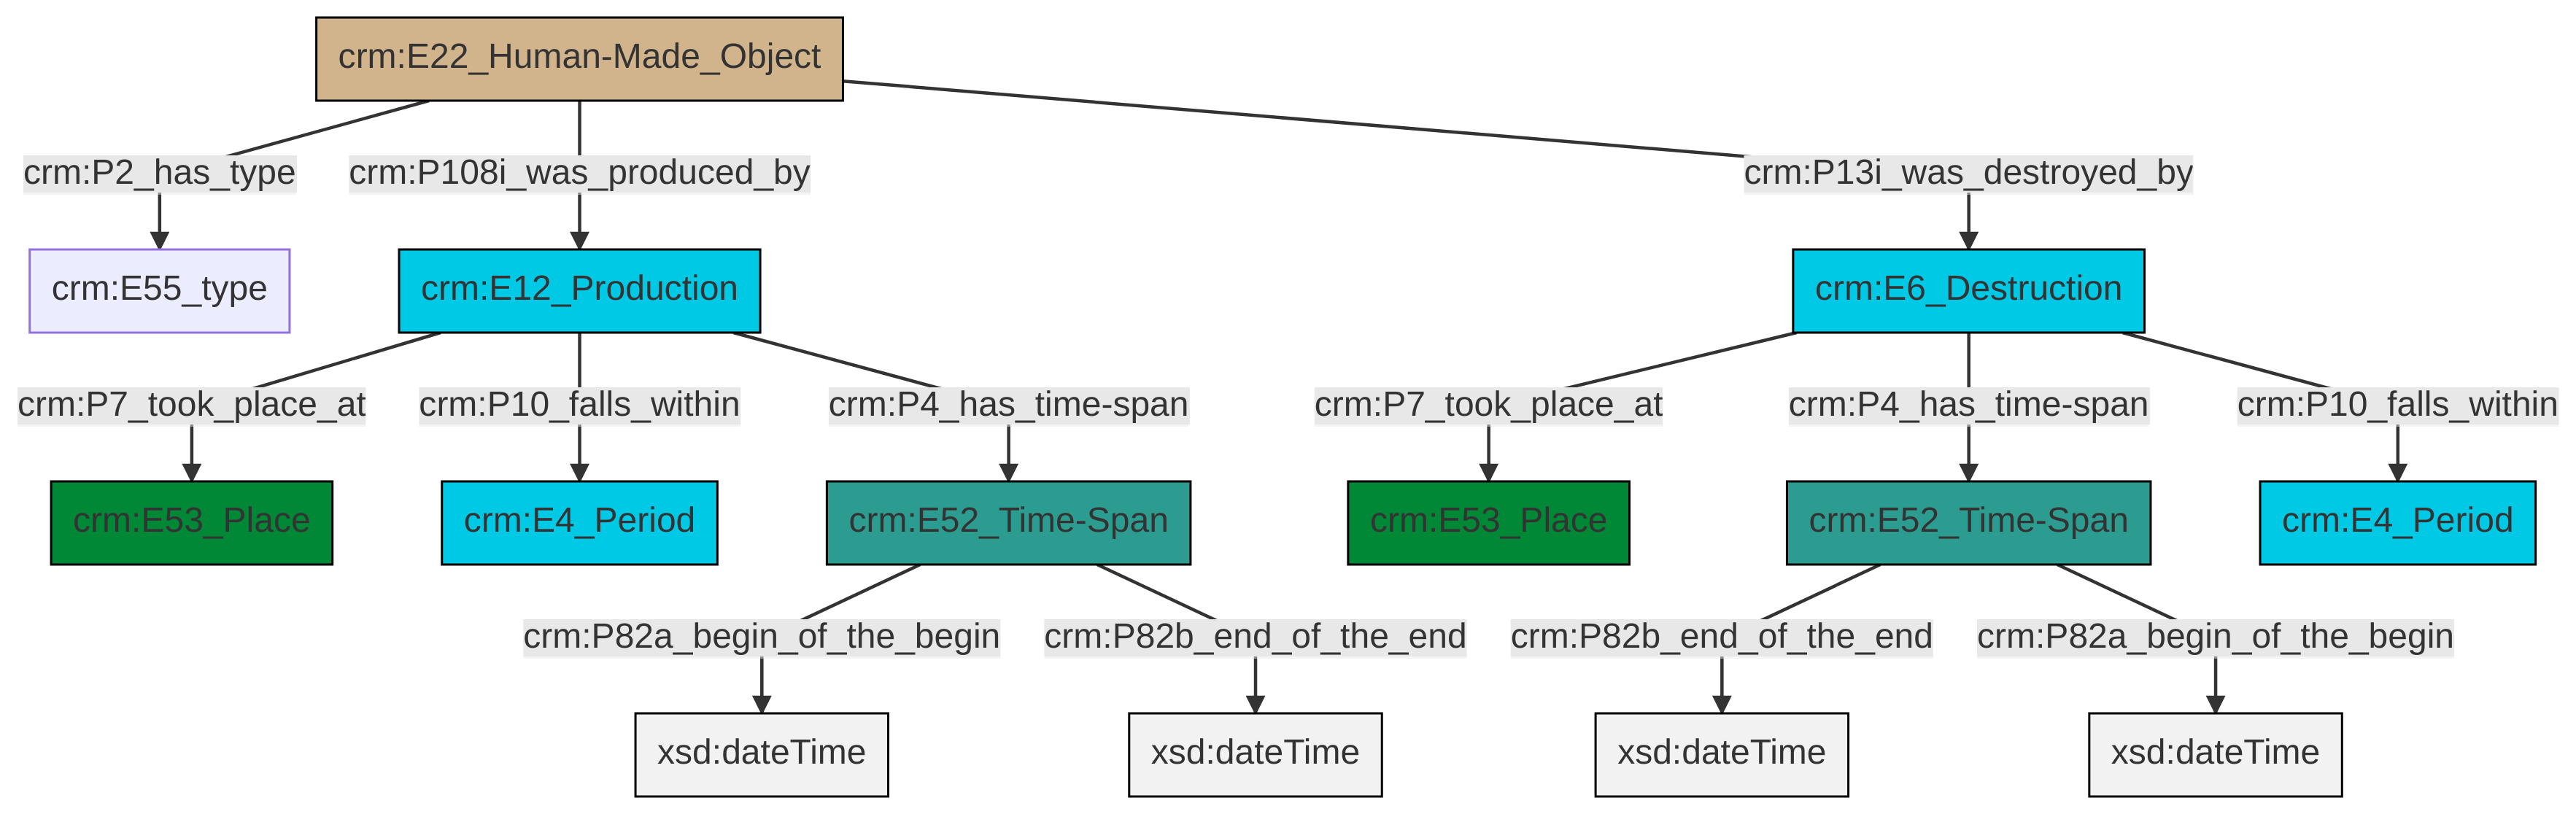 crm:E22_Human-Made_Object
crm:P2_has_type
crm:P108i_was_produced_by
crm:P13i_was_destroyed_by
crm:E55_type
crm:E12_Production
crm:E6_Destruction
crm:P7_took_place_at
crm:P10_falls_within
crm:P4_has_time-span
crm:P7_took_place_at
crm:P4_has_time-span
crm:P10_falls_within
crm:E53_Place
crm:E4_Period
crm:E52_Time-Span
crm:E53_Place
crm:E52_Time-Span
crm:E4_Period
crm:P82a_begin_of_the_begin
crm:P82b_end_of_the_end
crm:P82b_end_of_the_end
crm:P82a_begin_of_the_begin
xsd:dateTime
xsd:dateTime
xsd:dateTime
xsd:dateTime